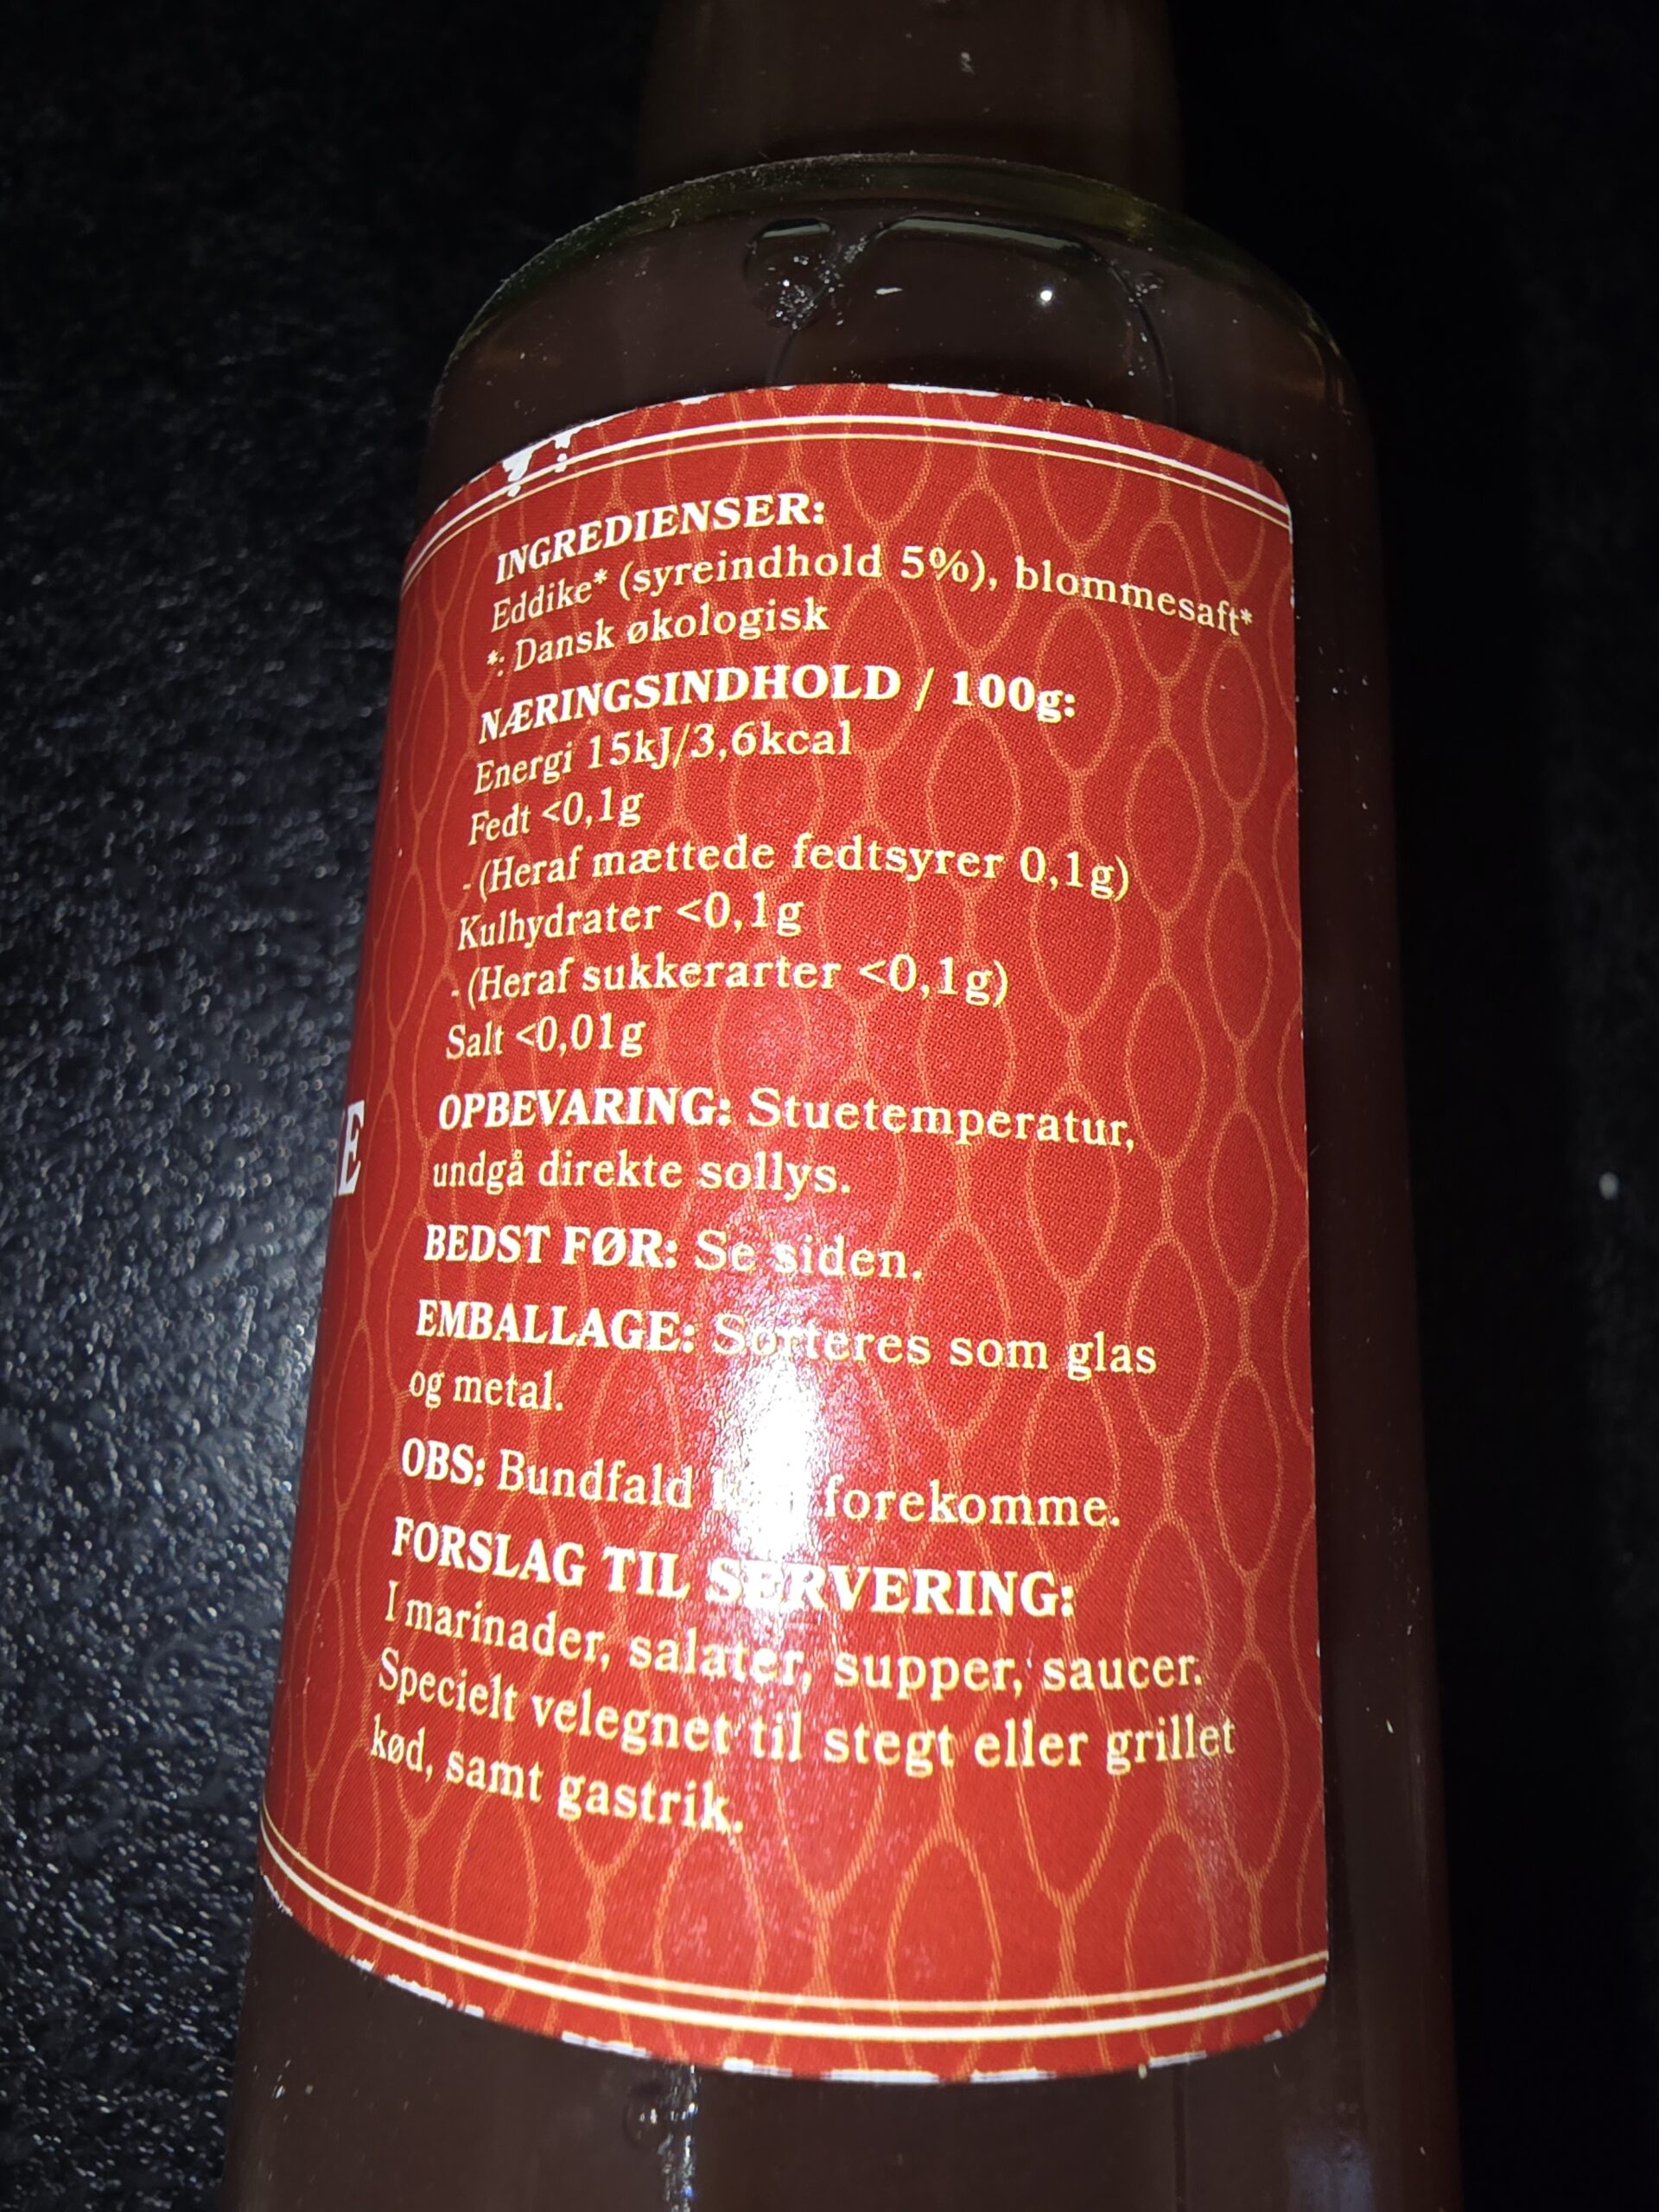 INGREDIENSER:
Eddike* (syreindhold 5%), blommesaft*
*: Dansk økologisk
NÆRINGSINDHOLD / 100g:
Energi 15kJ/3,6kcal
Fedt <0,1g
- (Heraf mættede fedtsyrer 0,1g)
Kulhydrater <0,1g
- (Heraf sukkerarter <0,1g)
Salt <0,01g
OPBEVARING: Stuetemperatur,
undgå direkte sollys.
BEDST FØR: Se siden.
EMBALLAGE: Sorteres som glas
og metal.
OBS: Bundfald forekomme.
FORSLAG TIL SERVERING:
I marinader, salater, supper, saucer.
Specielt velegnet til stegt eller grillet
kød, samt gastrik.